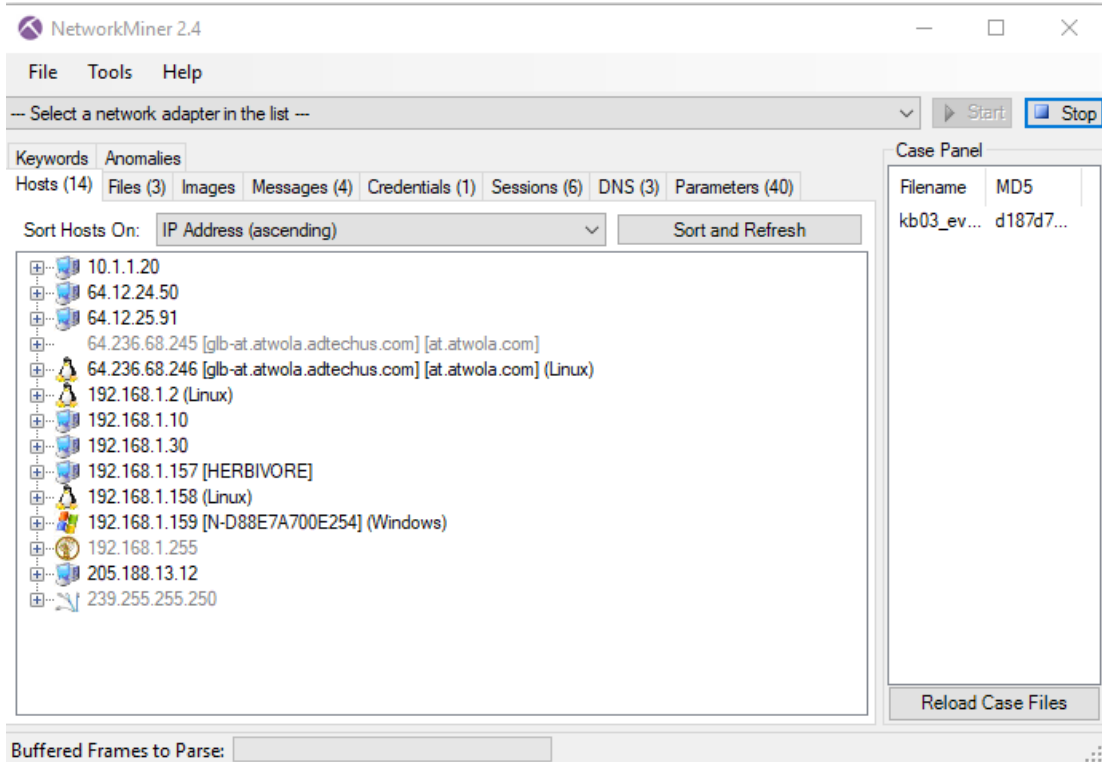 NetworkMiner 2.4
File Tools Help
--- Select a network adapter in the list ---
Start Stop
Keywords Anomalies
Hosts (14) Files (3) Images Messages (4) Credentials (1) Sessions (6) DNS (3) Parameters (40)
Sort Hosts On: IP Address (ascending) Sort and Refresh
10.1.1.20
64.12.24.50
64.12.25.91
64.236.68.245 [glb-at.atwola.adtechus.com] [at.atwola.com]
64.236.68.246 [glb-at.atwola.adtechus.com] [at.atwola.com] (Linux)
192.168.1.2 (Linux)
192.168.1.10
192.168.1.30
192.168.1.157 [HERBIVORE]
192.168.1.158 (Linux)
192.168.1.159 [N-D88E7A700E254] (Windows)
192.168.1.255
205.188.13.12
239.255.255.250
Case Panel
Filename MD5
kb03_ev... d187d7...
Reload Case Files
Buffered Frames to Parse: